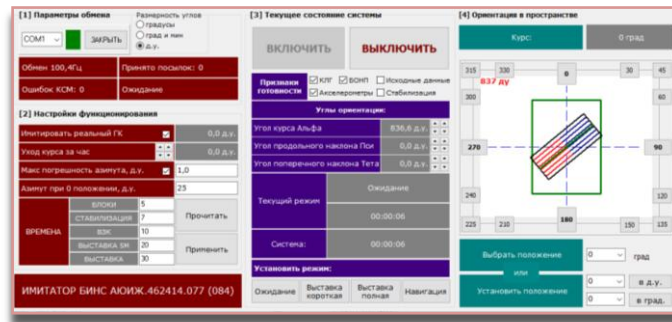 [1] Параметры обмена
Размерность углов
градусы
град и мин
д.у.
COM1
ЗАКРЫТЬ
Обмен 100,4Гц
Принято посылок: 0
Ошибок КСМ: 0
Ожидание
[2] Настройки функционирования
Имитировать реальный ГК
0,0 д.у.
Уход курса за час
0,0 д.у.
Макс погрешность азимута, д.у.
1,0
Азимут при 0 положении, д.у.
25
ВРЕМЕНА
БЛОКИ
5
СТАБИЛИЗАЦИЯ
7
ВЗК
10
ВЫСТАВКА SM
20
ВЫСТАВКА
30
Прочитать
Применить
ИМИТАТОР БИНС АЮИЖ.462414.077 (084)
[3] Текущее состояние системы
ВКЛЮЧИТЬ
ВЫКЛЮЧИТЬ
Признаки готовности
КЛГ
БОНП
Исходные данные
Акселерометры
Стабилизация
Углы ориентации:
Угол курса Альфа
836,6 д.у.
Угол продольного наклона Пси
0,0 д.у.
Угол поперечного наклона Тета
0,0 д.у.
Текущий режим
Ожидание
00:00:06
Система:
00:00:06
Установить режим:
Ожидание
Выставка короткая
Выставка полная
Навигация
[4] Ориентация в пространстве
Курс:
0 град
315
330
0
30
45
837 ду
300
60
270
90
240
120
225
210
180
150
135
Выбрать положение
0
град
или
Установить положение
0
в д.у.
0
в град.